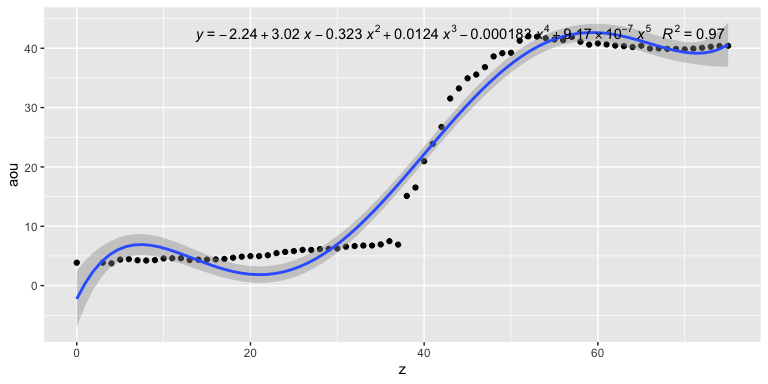 y = −2.24 + 3.02 x − 0.323 x² + 0.0124 x³ − 0.000183 x⁴ + 9.17 × 10⁻⁷ x⁵ R² = 0.97
40
30
20
10
0
aou
0 20 40 60
z